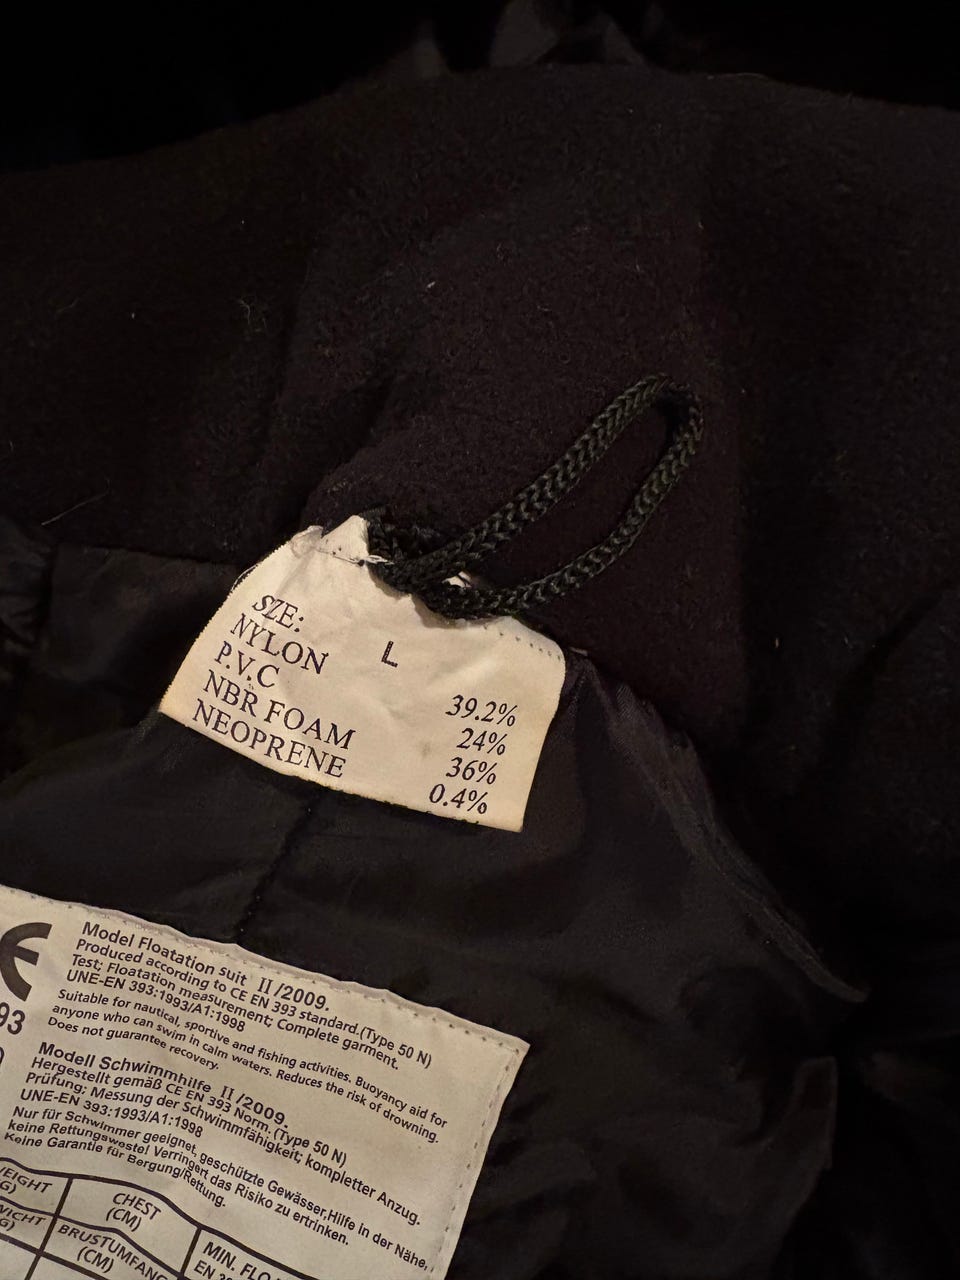 SIZE: L
NYLON 39.2%
P.V.C 24%
NBR FOAM 36%
NEOPRENE 0.4%
Model Floatation suit II/2009.
Produced according to CE EN 393 standard.(Type 50 N)
Test; Floatation measurement; Complete garment.
UNE-EN 393:1993/A1:1998
Suitable for nautical, sportive and fishing activities. Buoyancy aid for
anyone who can swim in calm waters. Reduces the risk of drowning.
Does not guarantee recovery.
Modell Schwimmhilfe II/2009.
Hergestellt gemäß CE EN 393 Norm. (Type 50 N)
Prüfung; Messung der Schwimmfähigkeit; kompletter Anzug.
UNE-EN 393:1993/A1:1998
Nur für Schwimmer geeignet, geschützte Gewässer,Hilfe in der Nähe,
keine Rettungsweste! Verringert das Risiko zu ertrinken.
Keine Garantie für Bergung/Rettung.
CHEST
(CM)
BRUSTUMFANG
(CM)
MIN.